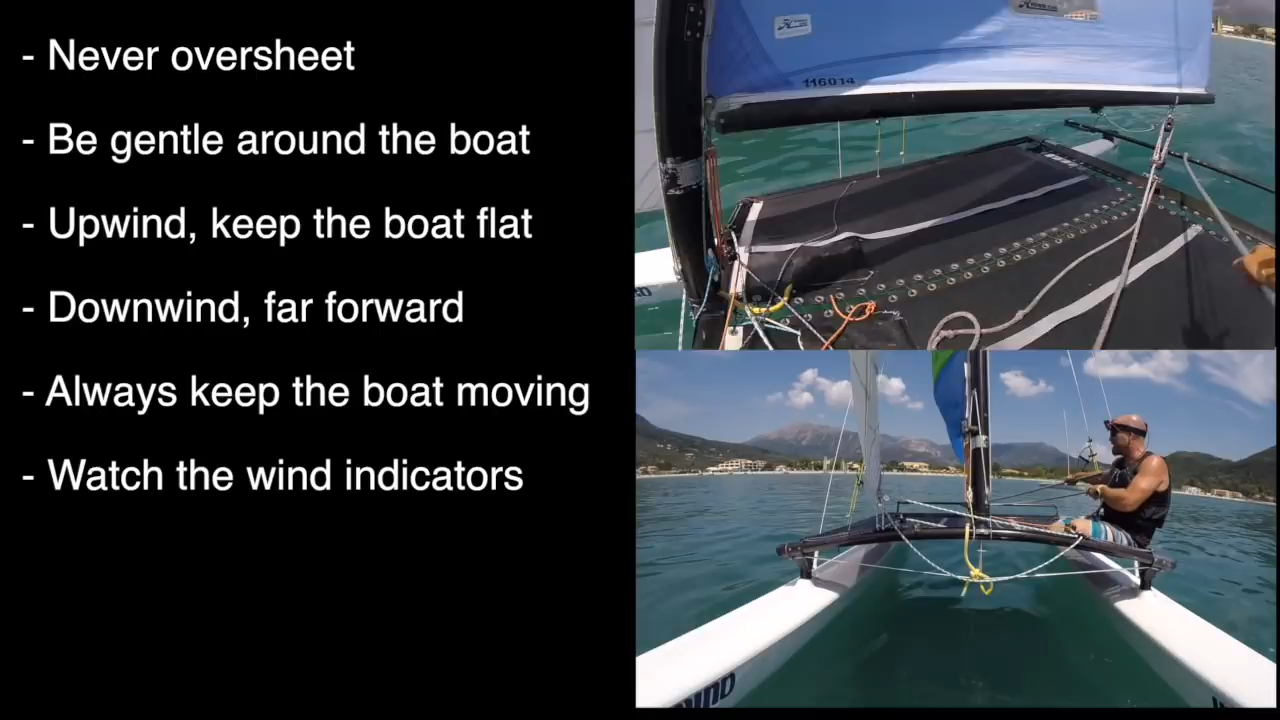 - Never oversheet
- Be gentle around the boat
- Upwind, keep the boat flat
- Downwind, far forward
- Always keep the boat moving
- Watch the wind indicators
116014